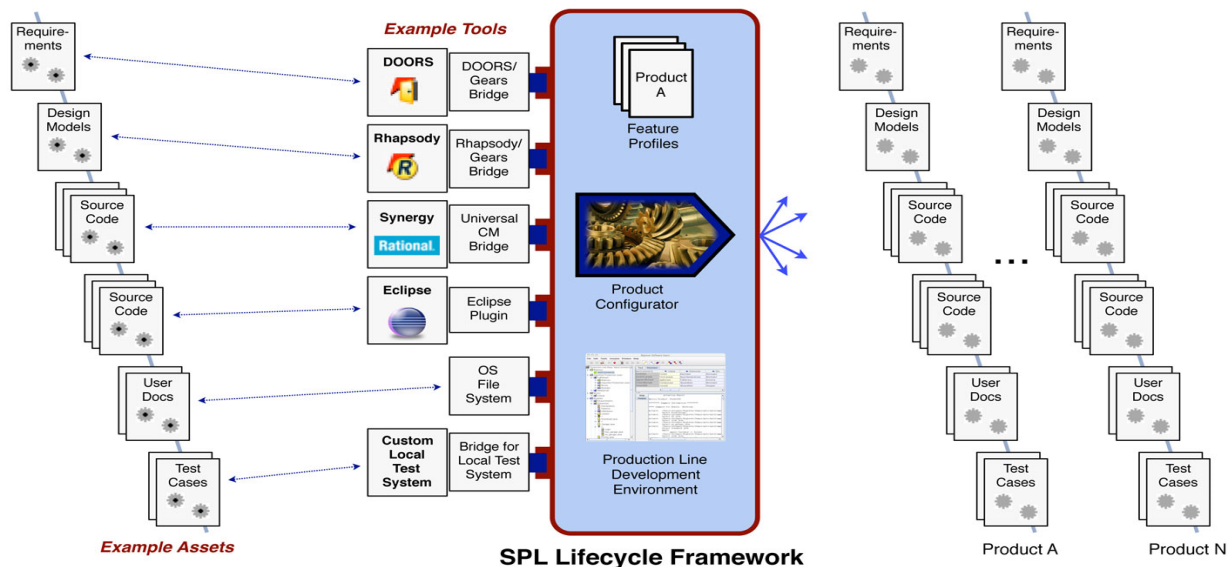 Require-
ments
Design
Models
Source
Code
Source
Code
User
Docs
Test
Cases
Example Assets
Example Tools
DOORS
DOORS/
Gears
Bridge
Rhapsody
R
Rhapsody/
Gears
Bridge
Synergy
Rational.
Universal
CM
Bridge
Eclipse
Eclipse
Plugin
OS
File
System
Custom
Local
Test
System
Bridge for
Local Test
System
Product
A
Feature
Profiles
Product
Configurator
Production Line
Development
Environment
SPL Lifecycle Framework
Require-
ments
Design
Models
Source
Code
Source
Code
User
Docs
Test
Cases
Product A
...
Require-
ments
Design
Models
Source
Code
Source
Code
User
Docs
Test
Cases
Product N